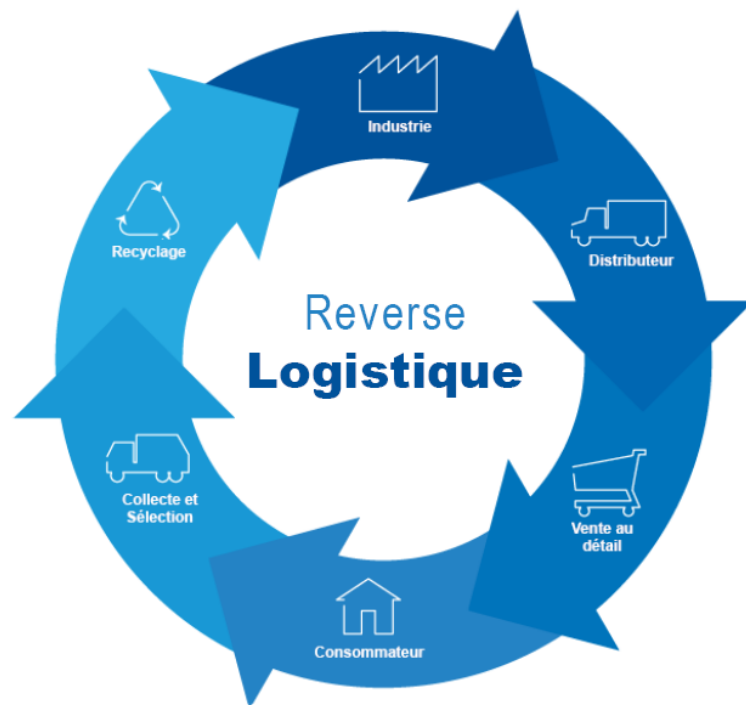 Industrie
Distributeur
Vente au
détail
Consommateur
Collecte et
Sélection
Recyclage
Reverse
Logistique